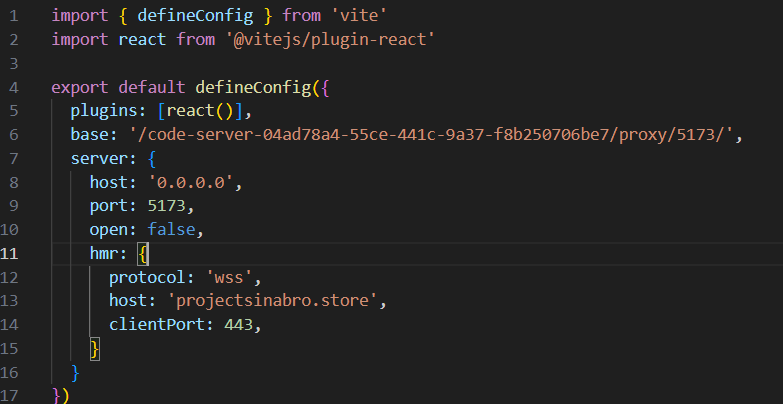 1 import { defineConfig } from 'vite'
2 import react from '@vitejs/plugin-react'
3
4 export default defineConfig({
5   plugins: [react()],
6   base: '/code-server-04ad78a4-55ce-441c-9a37-f8b250706be7/proxy/5173/',
7   server: {
8     host: '0.0.0.0',
9     port: 5173,
10     open: false,
11     hmr: {
12       protocol: 'wss',
13       host: 'projectsinabro.store',
14       clientPort: 443,
15     }
16   }
17 })